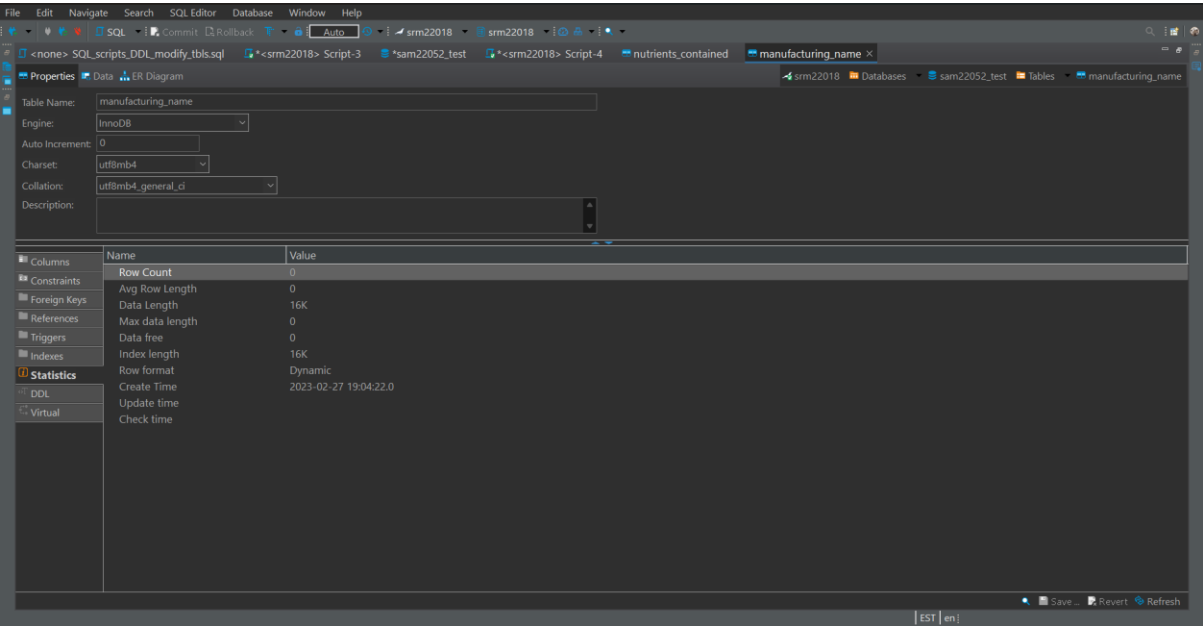 File Edit Navigate Search SQL Editor Database Window Help
SQL Commit Rollback Auto srm22018 srm22018
<none> SQL_scripts_DDL_modify_tbls.sql *<srm22018> Script-3 *sam22052_test *<srm22018> Script-4 nutrients_contained manufacturing_name
Properties Data ER Diagram srm22018 Databases sam22052_test Tables manufacturing_name
Table Name: manufacturing_name
Engine: InnoDB
Auto Increment: 0
Charset: utf8mb4
Collation: utf8mb4_general_ci
Description:
Columns
Constraints
Foreign Keys
References
Triggers
Indexes
Statistics
DDL
Virtual
Name Value
Row Count 0
Avg Row Length 0
Data Length 16K
Max data length 0
Data free 0
Index length 16K
Row format Dynamic
Create Time 2023-02-27 19:04:22.0
Update time
Check time
Save ... Revert Refresh
EST en